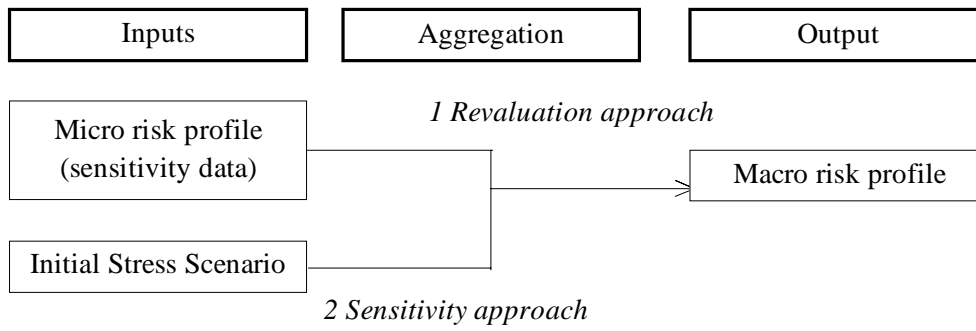 Inputs
Aggregation
Output
1 Revaluation approach
Micro risk profile
(sensitivity data)
Macro risk profile
Initial Stress Scenario
2 Sensitivity approach